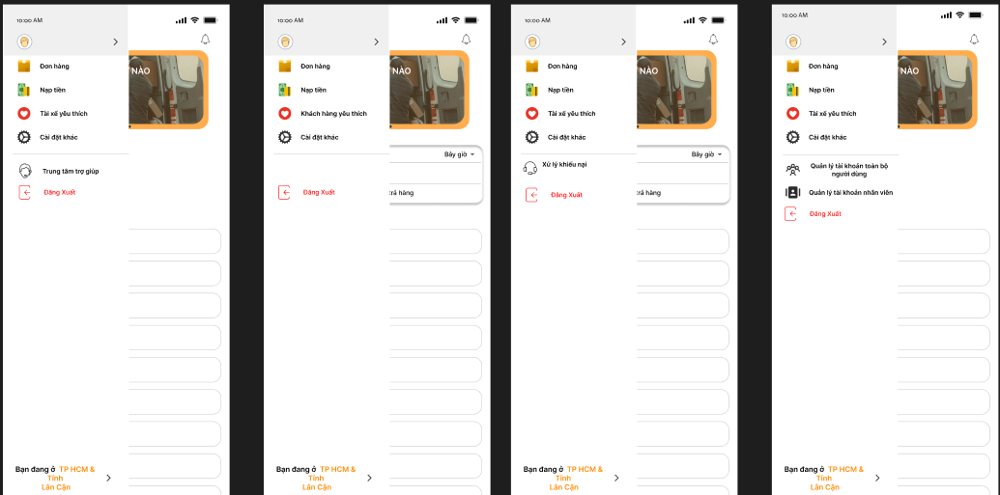 10:00 AM
NÀO
Đơn hàng
Nạp tiền
Tài xế yêu thích
Cài đặt khác
Trung tâm trợ giúp
Đăng Xuất
Bạn đang ở TP HCM &
Tỉnh
Lân Cận
10:00 AM
NÀO
Đơn hàng
Nạp tiền
Khách hàng yêu thích
Cài đặt khác
Bây giờ
trả hàng
Đăng Xuất
Bạn đang ở TP HCM &
Tỉnh
Lân Cận
10:00 AM
NÀO
Đơn hàng
Nạp tiền
Tài xế yêu thích
Cài đặt khác
Bây giờ
Xử lý khiếu nại
trả hàng
Đăng Xuất
Bạn đang ở TP HCM &
Tỉnh
Lân Cận
10:00 AM
NÀO
Đơn hàng
Nạp tiền
Tài xế yêu thích
Cài đặt khác
Quản lý tài khoản toàn bộ
người dùng
Quản lý tài khoản nhân viên
Đăng Xuất
Bạn đang ở TP HCM &
Tỉnh
Lân Cận